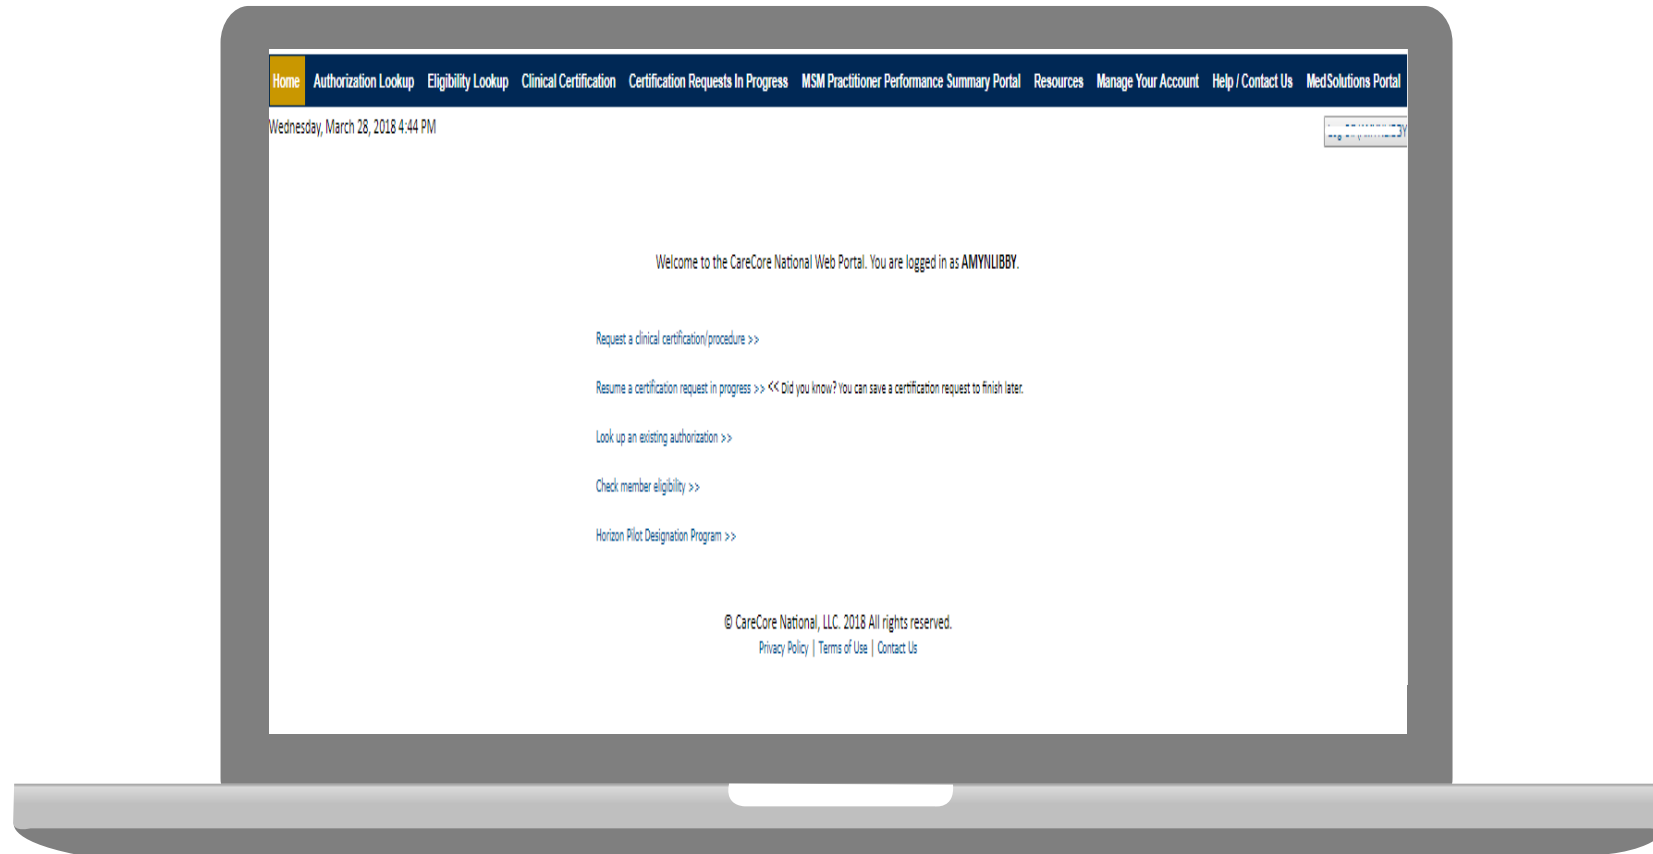 Home Authorization Lookup Eligibility Lookup Clinical Certification Certification Requests In Progress MSM Practitioner Performance Summary Portal Resources Manage Your Account Help / Contact Us MedSolutions Portal
Wednesday, March 28, 2018 4:44 PM
Welcome to the CareCore National Web Portal. You are logged in as AMYNLIBBY.
Request a clinical certification/procedure >>
Resume a certification request in progress >> << Did you know? You can save a certification request to finish later.
Look up an existing authorization >>
Check member eligibility >>
Horizon Pilot Designation Program >>
© CareCore National, LLC. 2018 All rights reserved.
Privacy Policy | Terms of Use | Contact Us